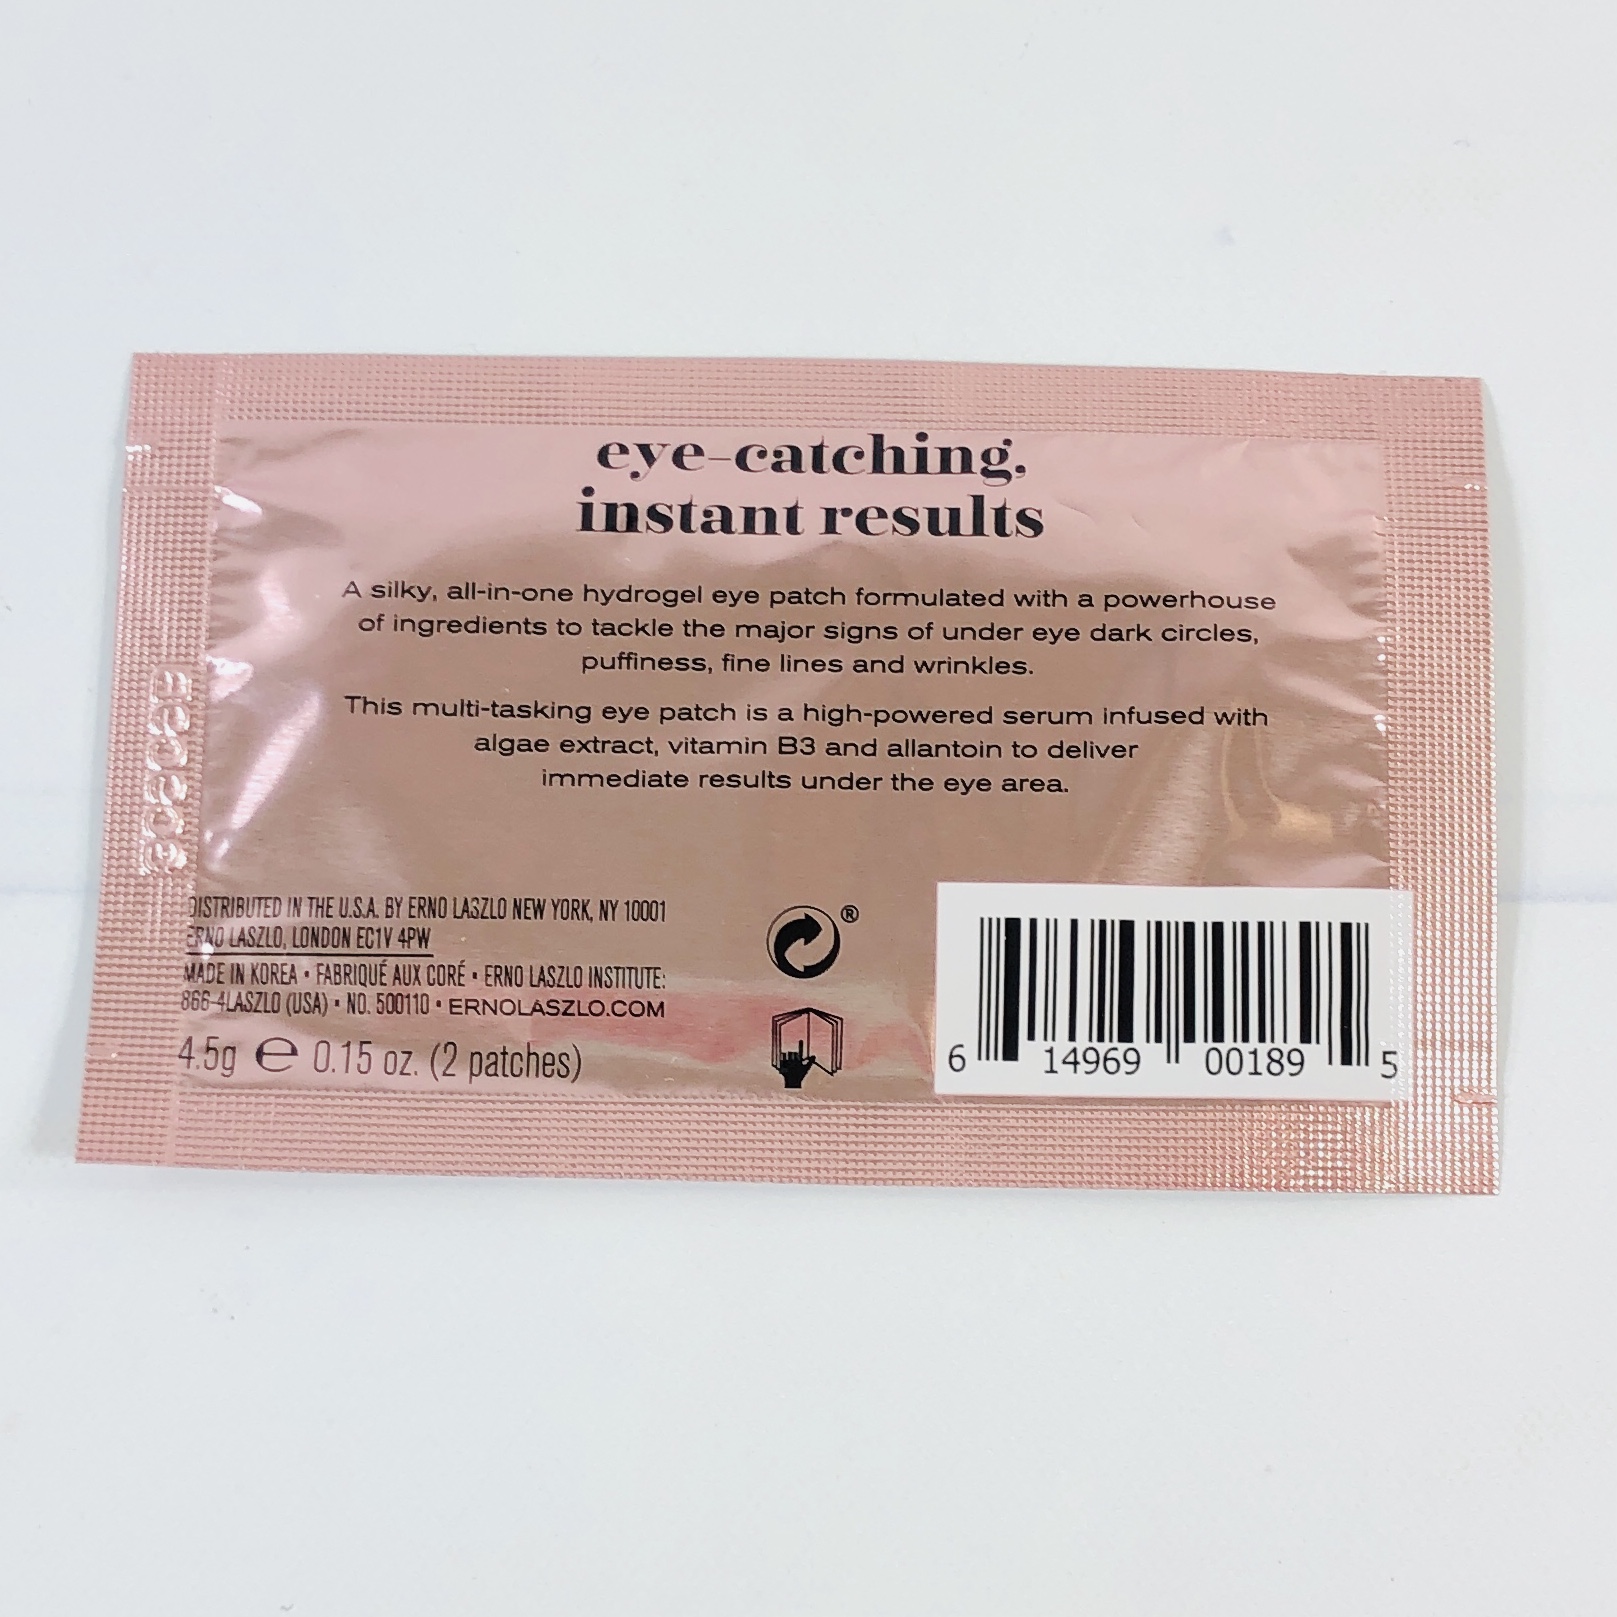 eye-catching,
instant results
A silky, all-in-one hydrogel eye patch formulated with a powerhouse
of ingredients to tackle the major signs of under eye dark circles,
puffiness, fine lines and wrinkles.
This multi-tasking eye patch is a high-powered serum infused with
algae extract, vitamin B3 and allantoin to deliver
immediate results under the eye area.
DISTRIBUTED IN THE U.S.A. BY ERNO LASZLO NEW YORK, NY 10001
ERNO LASZLO, LONDON EC1V 4PW
MADE IN KOREA • FABRIQUÉ AUX CORÉ • ERNO LASZLO INSTITUTE:
866 4LASZLO (USA) • NO. 500110 • ERNOLASZLO.COM
4.5g e 0.15 oz. (2 patches)
®
6 14969 00189 5